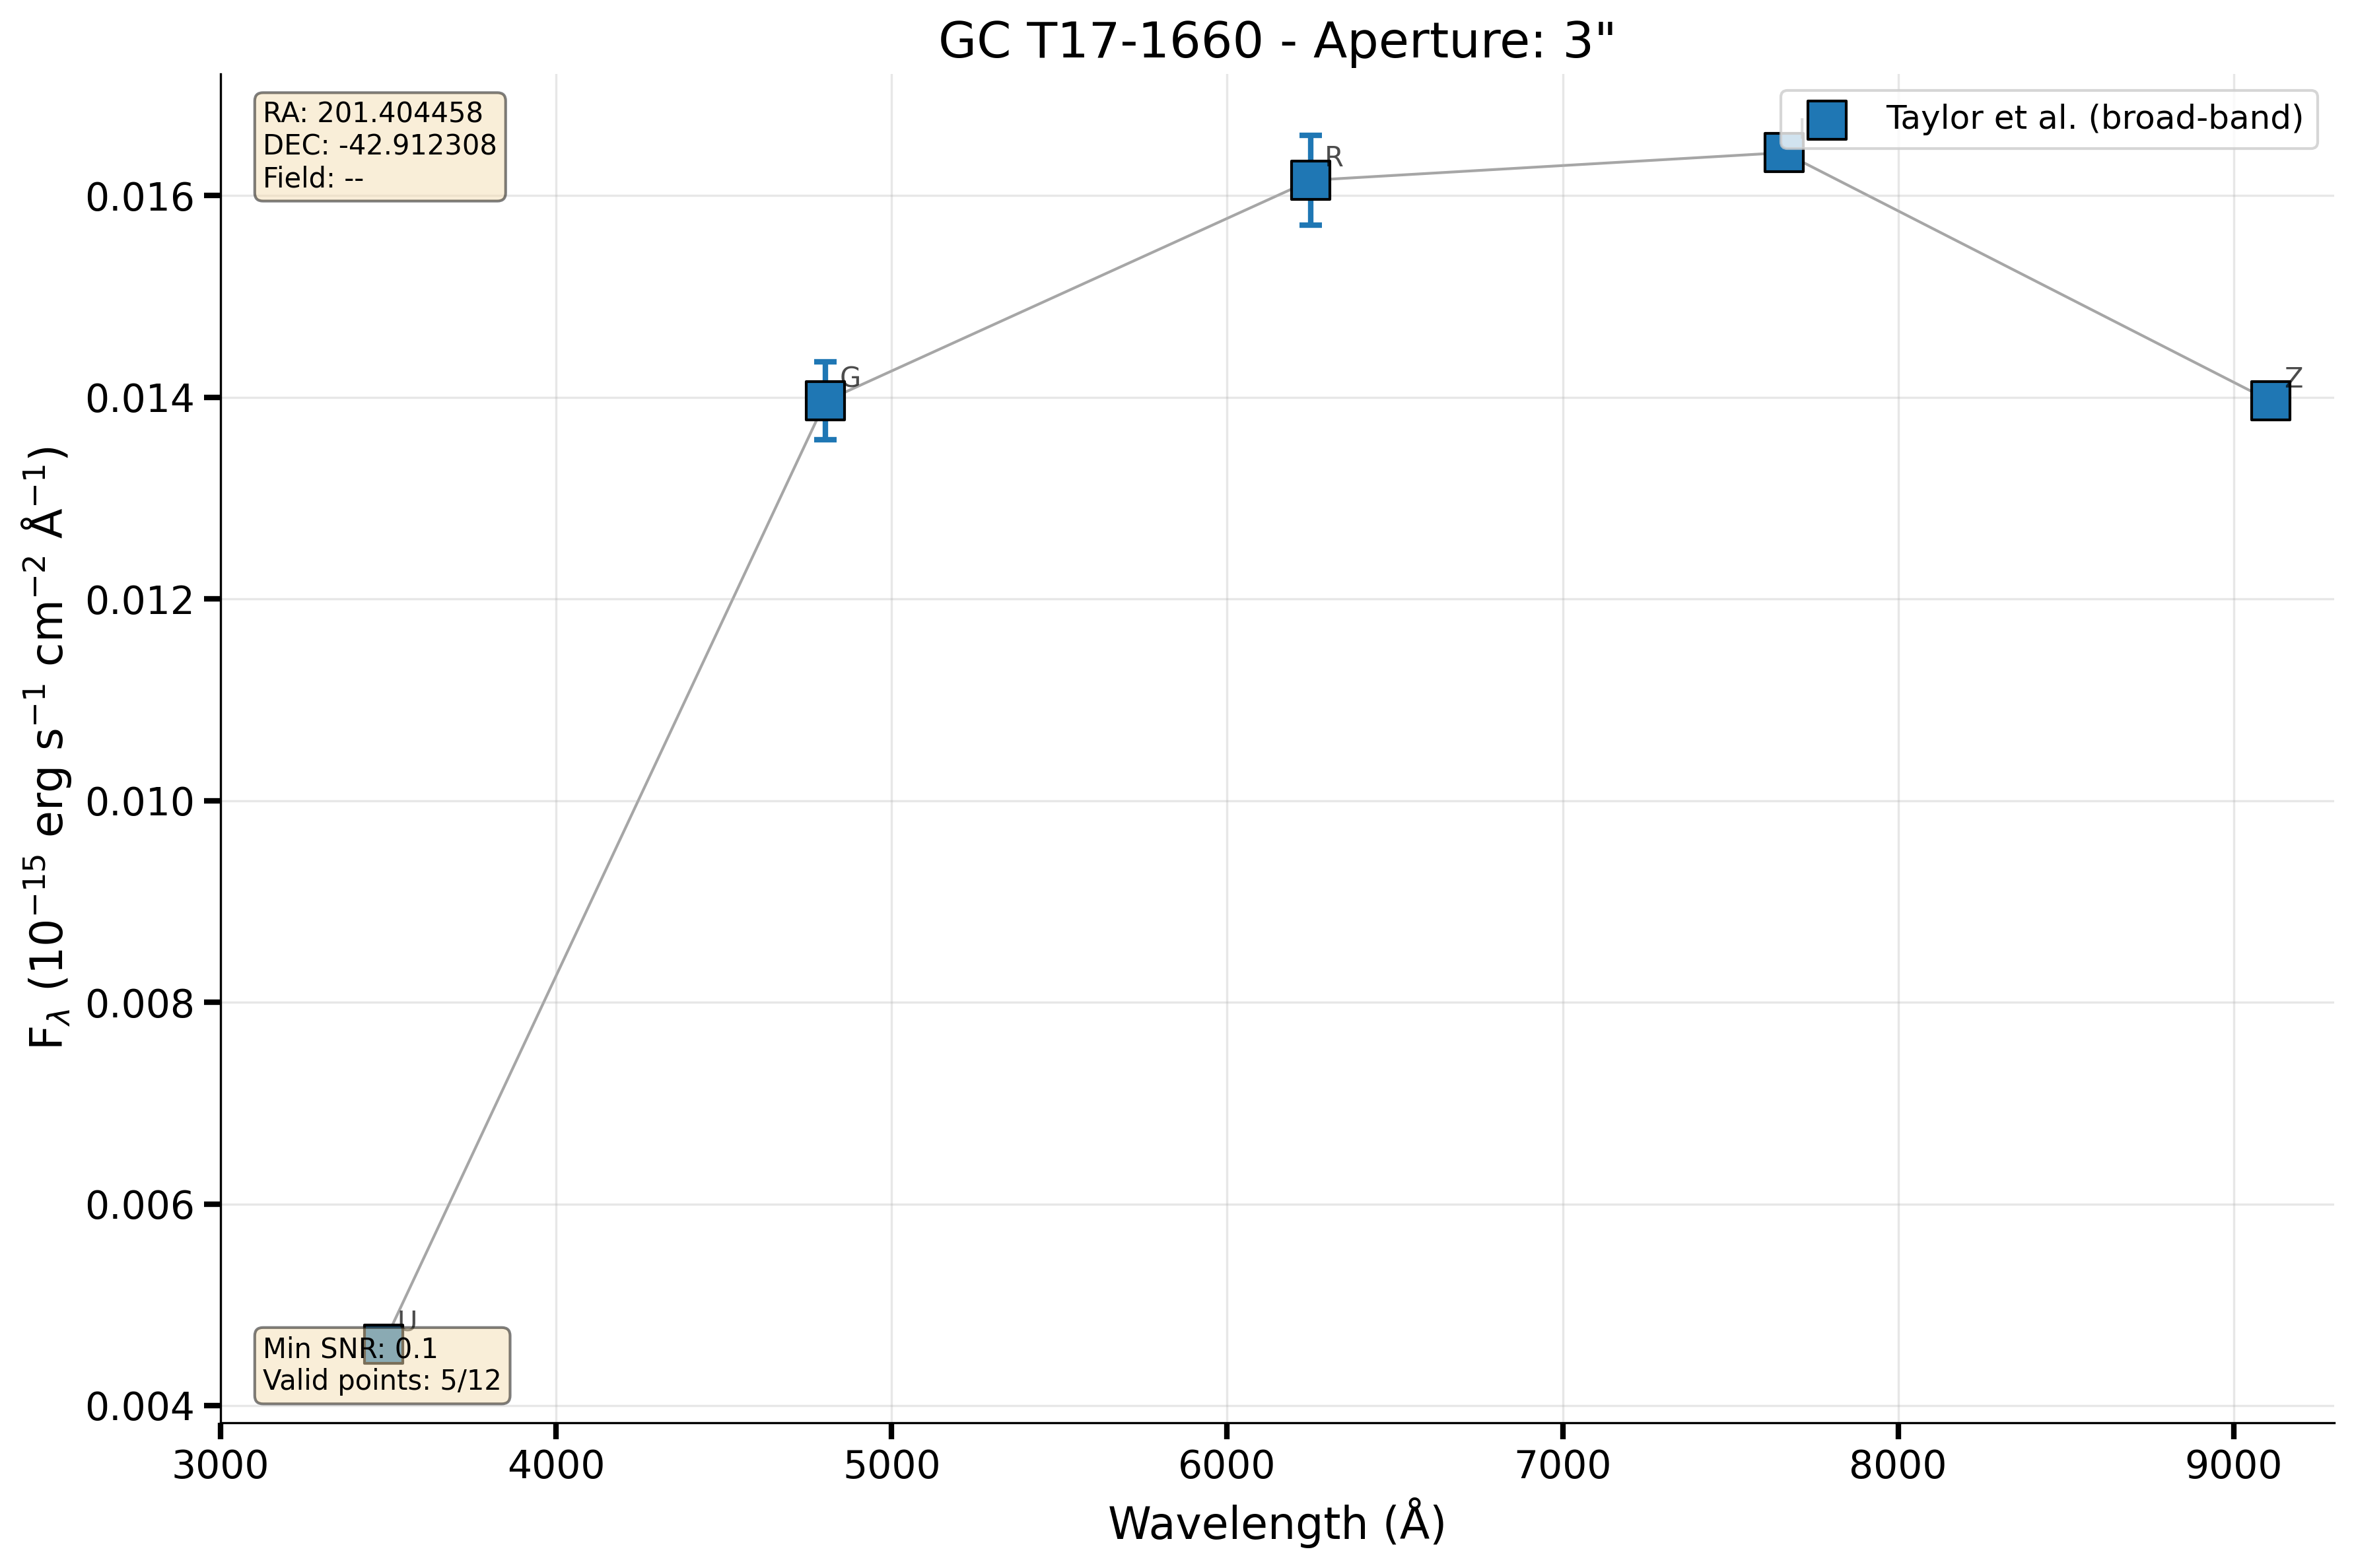 GC T17-1660 - Aperture: 3"
RA: 201.404458
DEC: -42.912308
Field: --
Taylor et al. (broad-band)
R
G
Z
U
Min SNR: 0.1
Valid points: 5/12
0.016
0.014
0.012
0.010
0.008
0.006
0.004
F_λ (10⁻¹⁵ erg s⁻¹ cm⁻² Å⁻¹)
3000 4000 5000 6000 7000 8000 9000
Wavelength (Å)